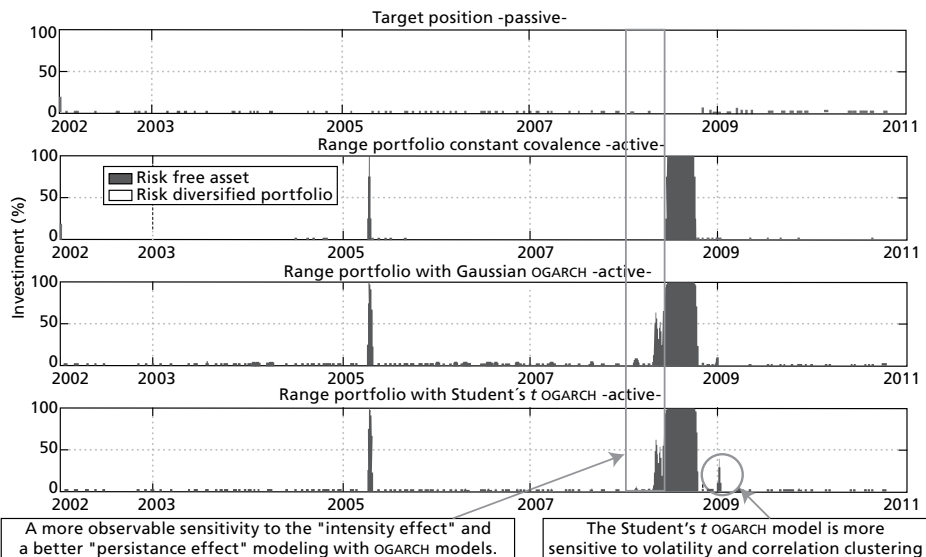 Target position -passive-
100
50
0
2002 2003 2005 2007 2009 2011
Range portfolio constant covalence -active-
100
50
0
Risk free asset
Risk diversified portfolio
2002 2003 2005 2007 2009 2011
Investiment (%)
Range portfolio with Gaussian OGARCH -active-
100
50
0
2002 2003 2005 2007 2009 2011
Range portfolio with Student´s t OGARCH -active-
100
50
0
2002 2003 2005 2007 2009 2011
A more observable sensitivity to the "intensity effect" and
a better "persistance effect" modeling with OGARCH models.
The Student’s t OGARCH model is more
sensitive to volatility and correlation clustering